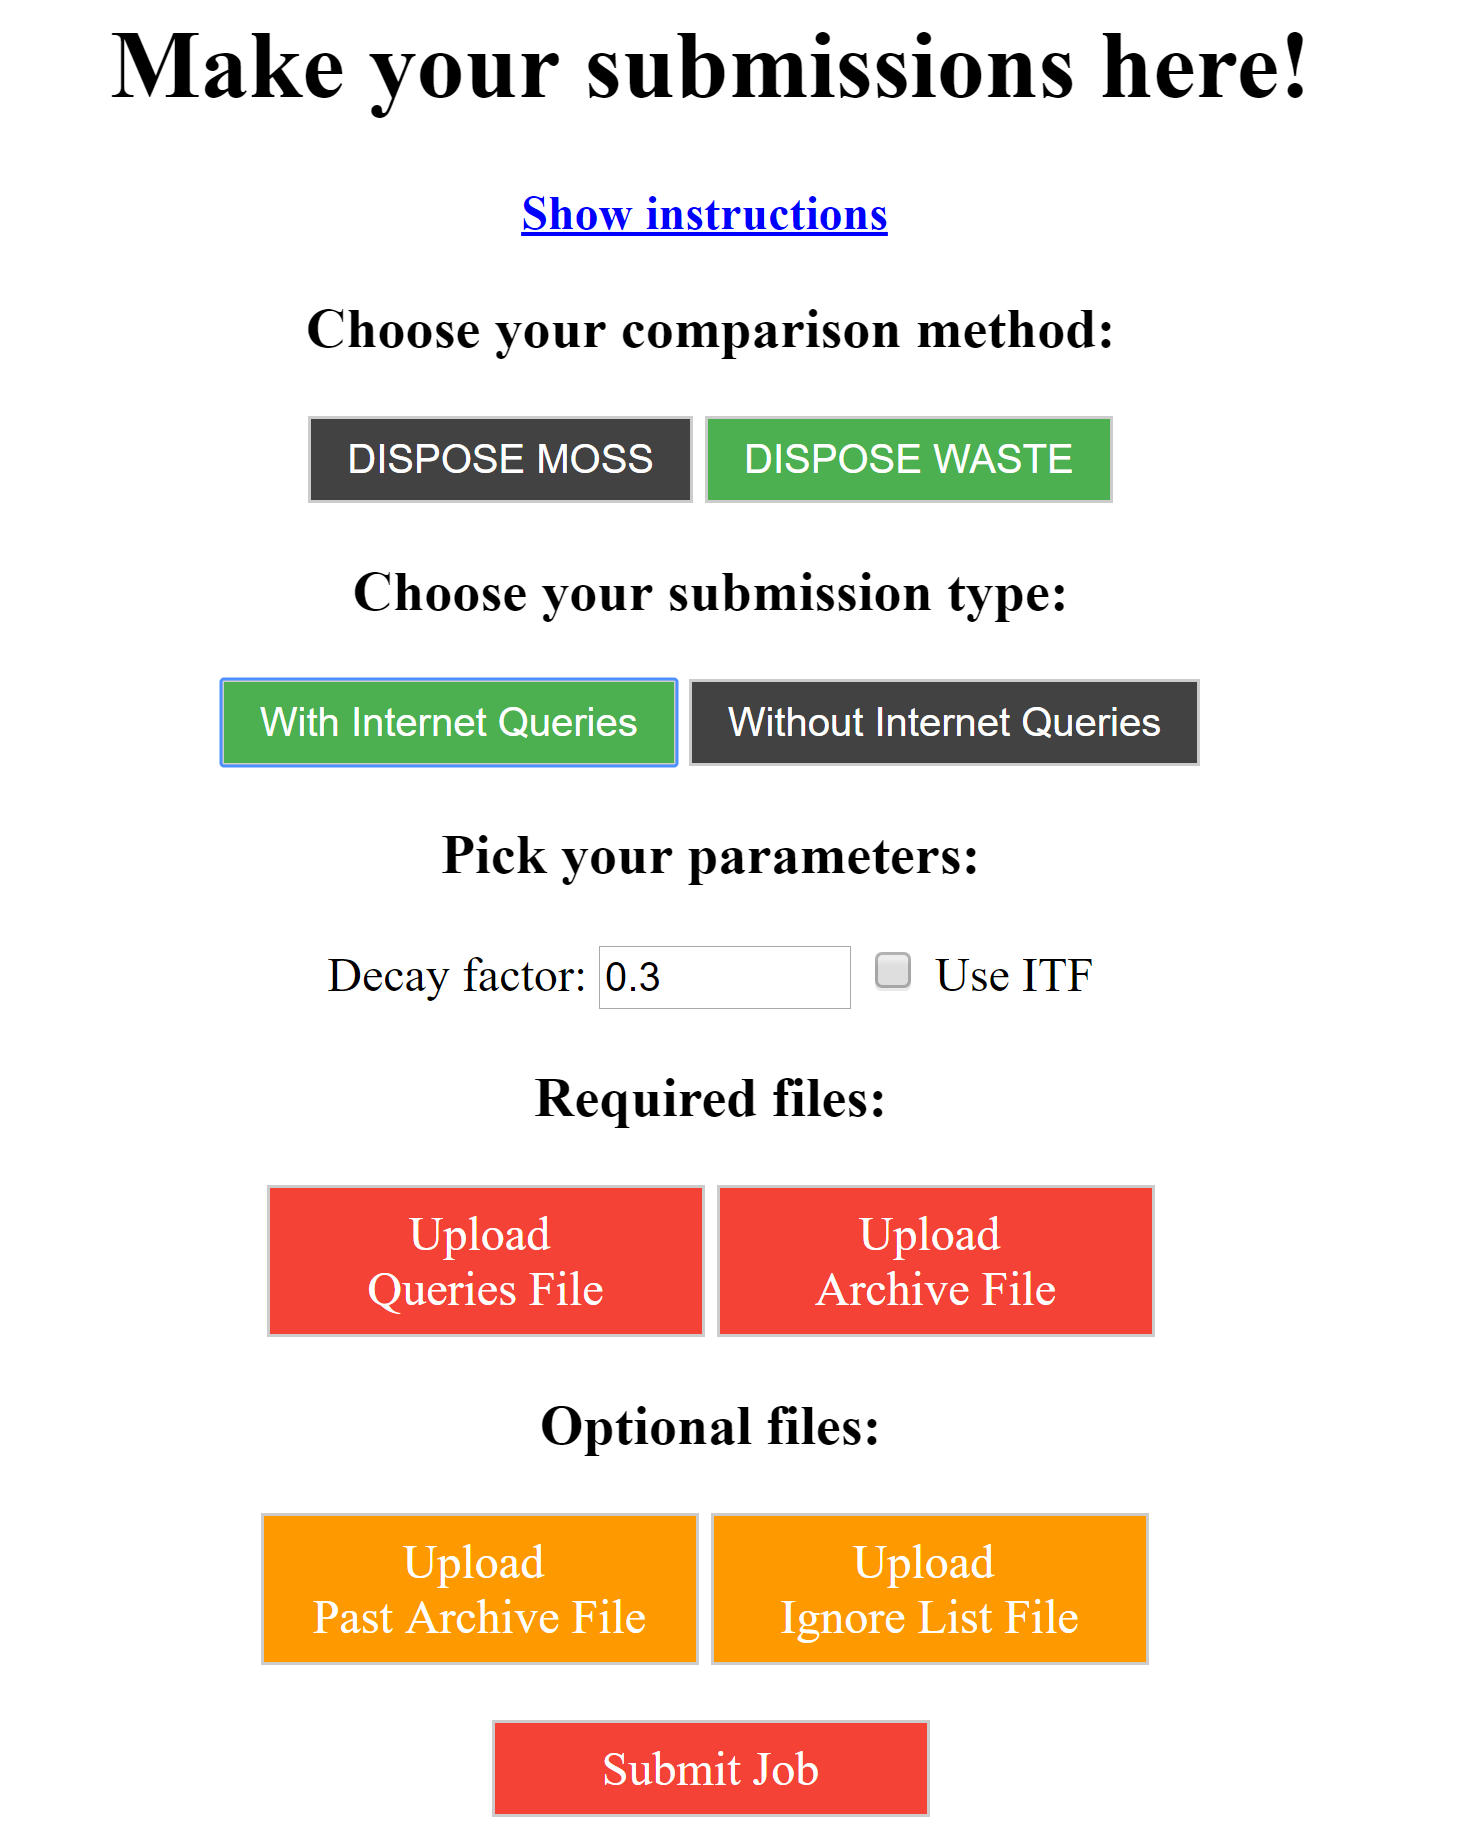 Make your submissions here!
Show instructions
Choose your comparison method:
DISPOSE MOSS DISPOSE WASTE
Choose your submission type:
With Internet Queries Without Internet Queries
Pick your parameters:
Decay factor: 0.3 Use ITF
Required files:
Upload
Queries File
Upload
Archive File
Optional files:
Upload
Past Archive File
Upload
Ignore List File
Submit Job